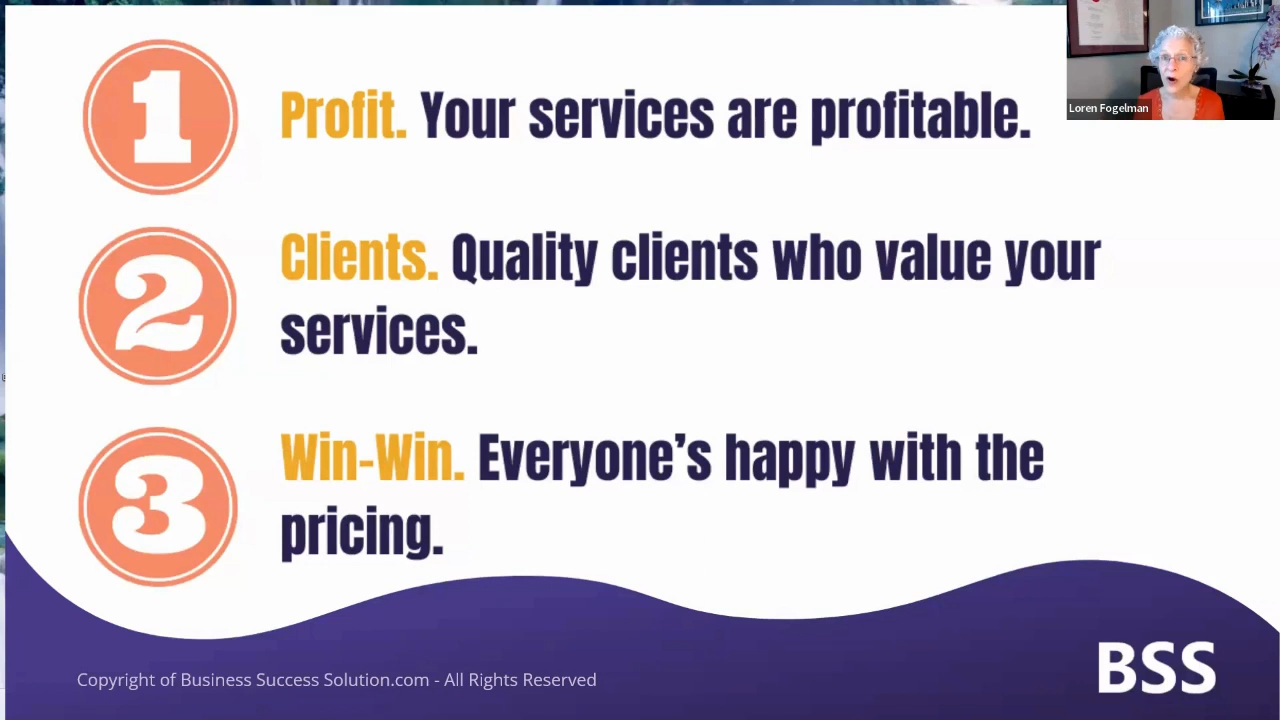 Loren Fogelman
1
Profit. Your services are profitable.
2
Clients. Quality clients who value your
services.
3
Win-Win. Everyone’s happy with the
pricing.
Copyright of Business Success Solution.com - All Rights Reserved
BSS